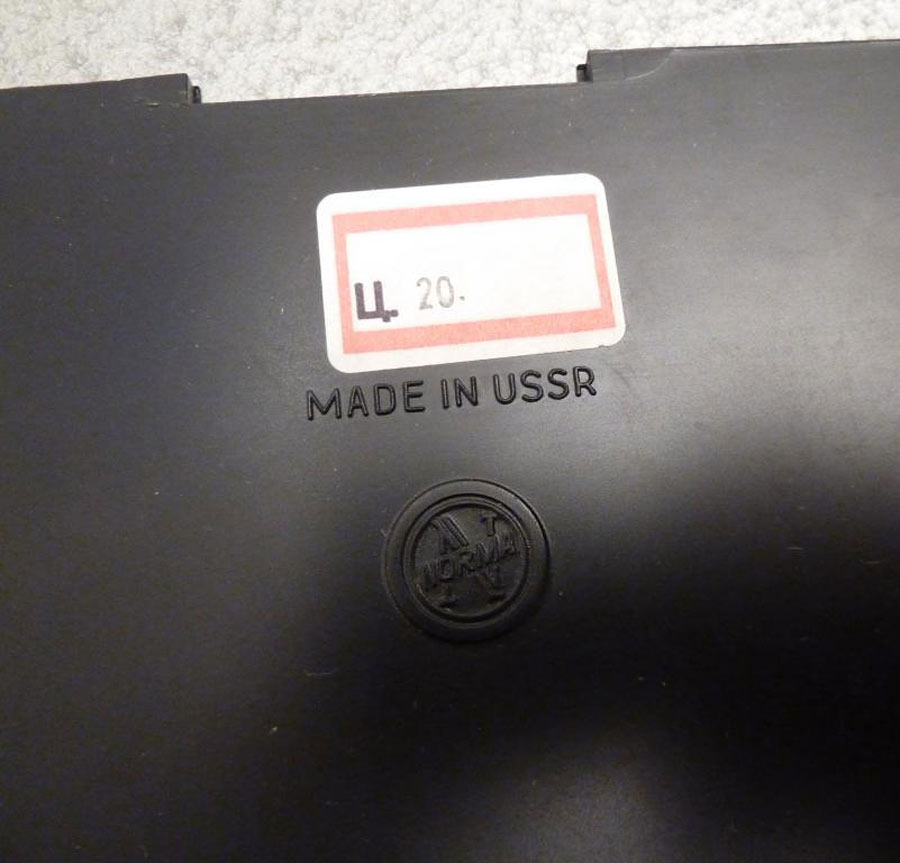 Ц. 20.
MADE IN USSR
T
NORMA